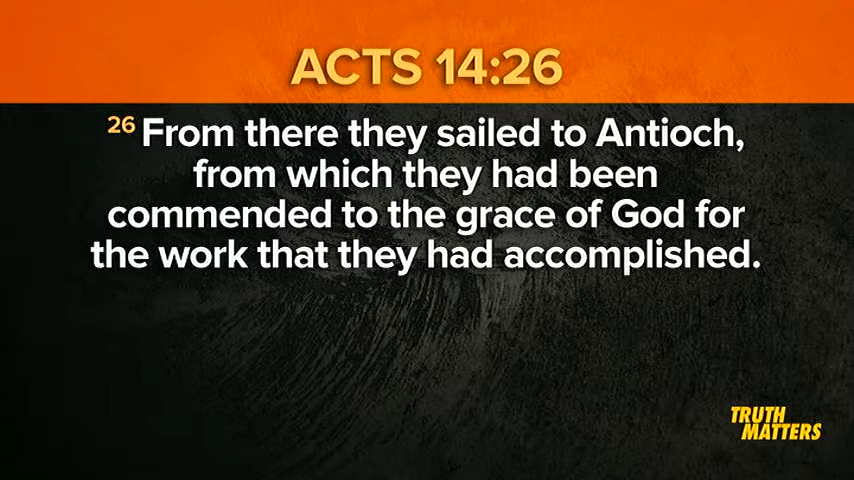 ACTS 14:26
26 From there they sailed to Antioch,
from which they had been
commended to the grace of God for
the work that they had accomplished.
TRUTH
MATTERS